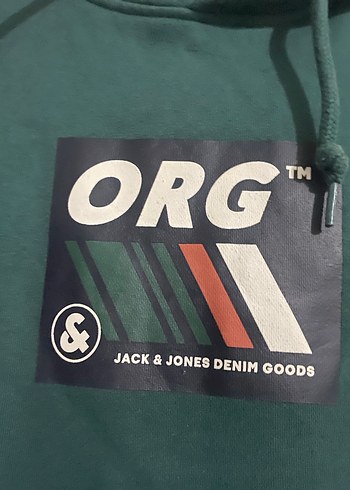 ORG™
&
JACK & JONES DENIM GOODS